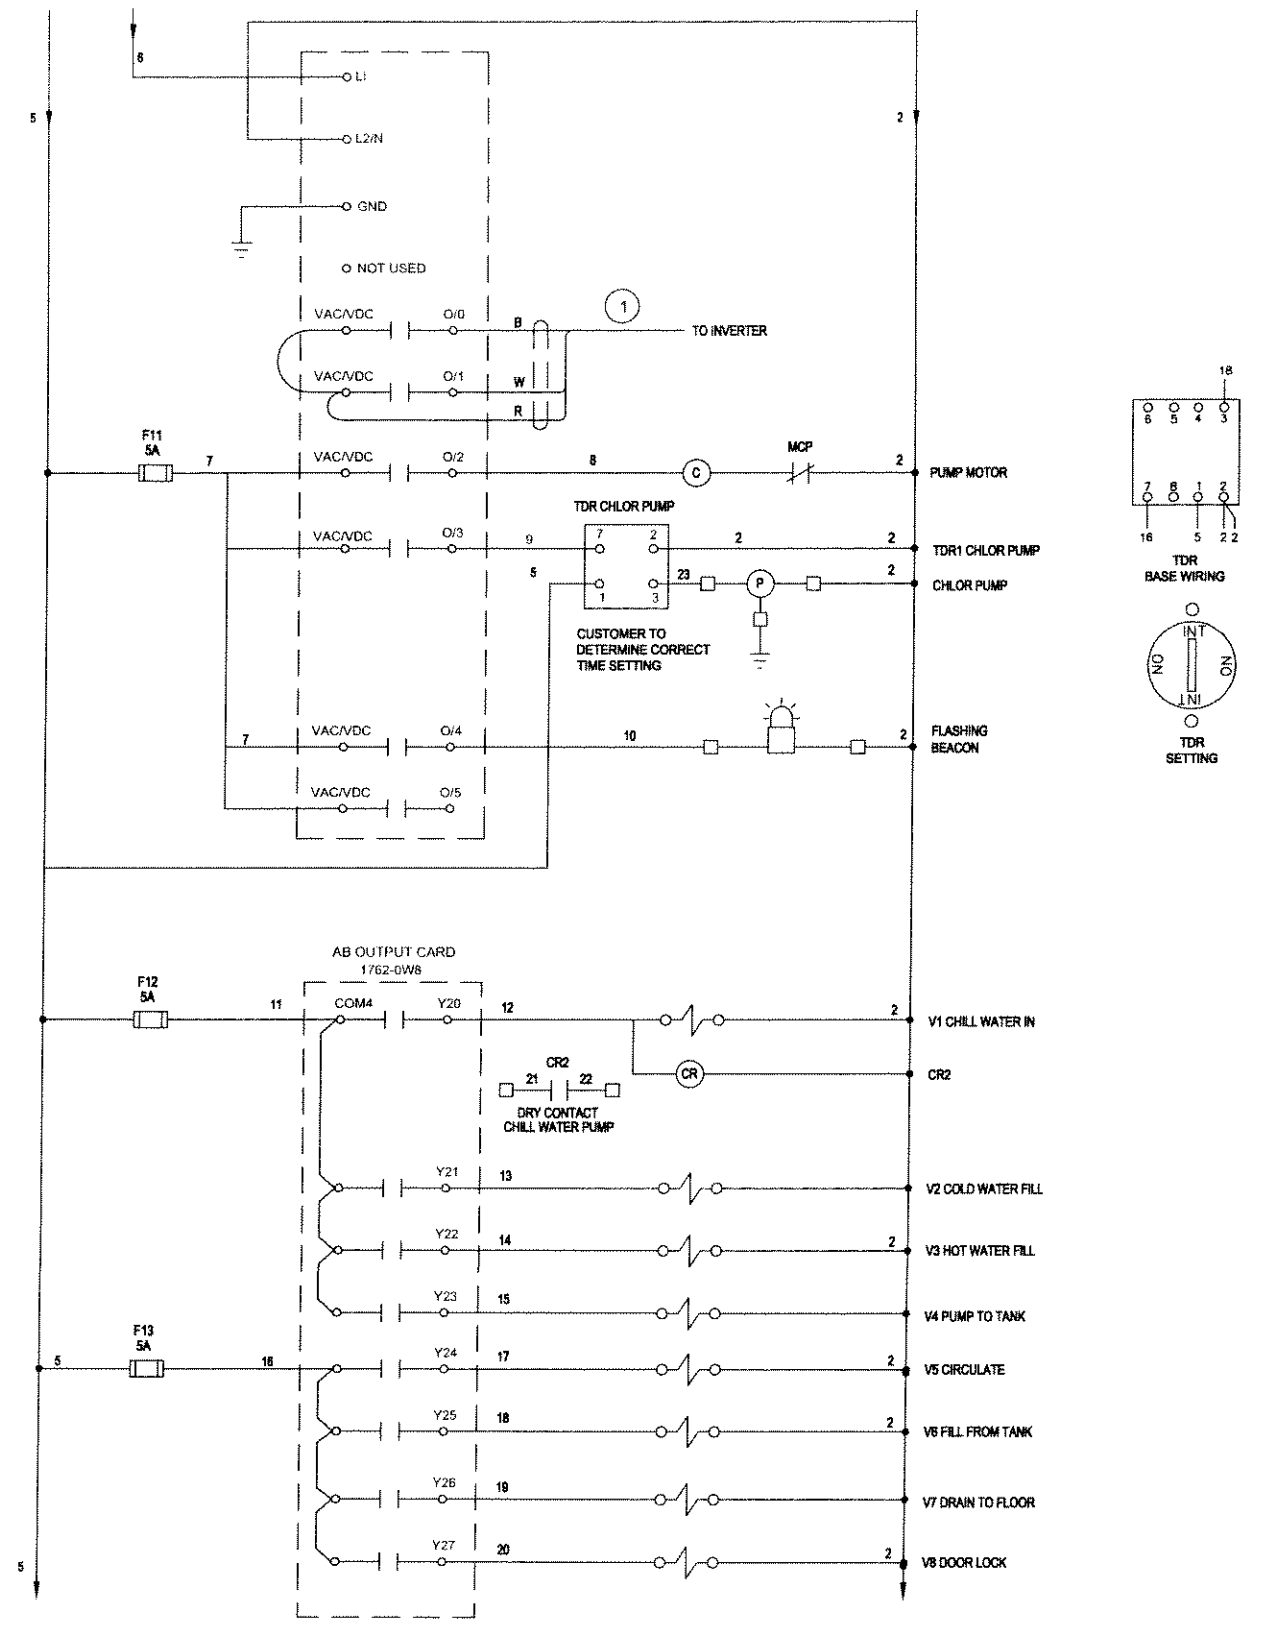 6
5
2
L1
L2/N
GND
NOT USED
VAC/VDC O/0 B
1
TO INVERTER
VAC/VDC O/1 W
R
F11
5A
7
VAC/VDC O/2 8 C MCP 2 PUMP MOTOR
TDR CHLOR PUMP
VAC/VDC O/3 9 7 2 2 2 TDR1 CHLOR PUMP
5 1 3 23 P 2 CHLOR PUMP
CUSTOMER TO
DETERMINE CORRECT
TIME SETTING
7 VAC/VDC O/4 10 2 FLASHING
BEACON
VAC/VDC O/5
18
6 5 4 3
7 8 1 2
16 5 2 2
TDR
BASE WIRING
INT
ON ON
INT
TDR
SETTING
AB OUTPUT CARD
1762-0W8
F12
5A
11 COM4 Y20 12 2 V1 CHILL WATER IN
CR CR2
CR2
21 22
DRY CONTACT
CHILL WATER PUMP
Y21 13 V2 COLD WATER FILL
Y22 14 2 V3 HOT WATER FILL
Y23 15 V4 PUMP TO TANK
F13
5A
5 16 Y24 17 2 V5 CIRCULATE
Y25 18 2 V6 FILL FROM TANK
Y26 19 V7 DRAIN TO FLOOR
Y27 20 2 V8 DOOR LOCK
5